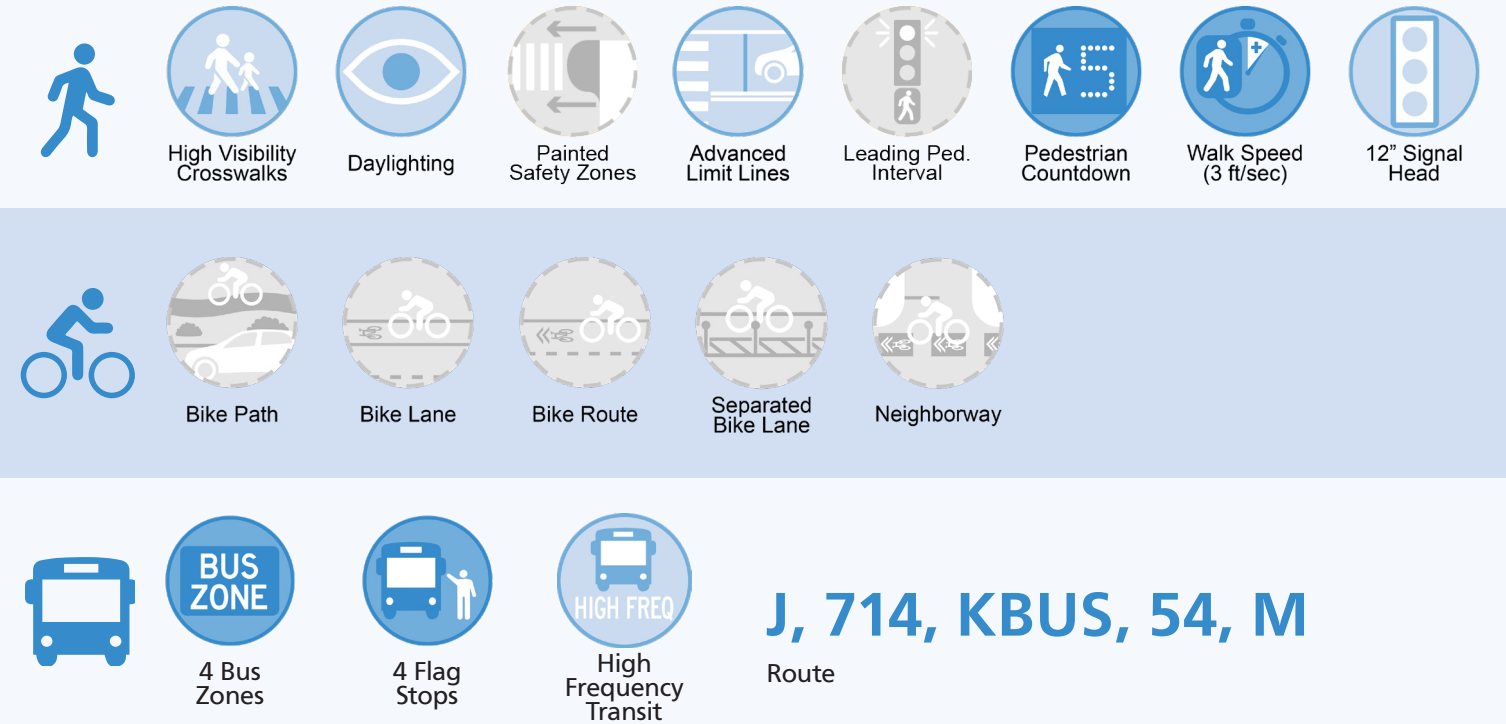 High Visibility
Crosswalks
Daylighting
Painted
Safety Zones
Advanced
Limit Lines
Leading Ped.
Interval
5
Pedestrian
Countdown
Walk Speed
(3 ft/sec)
12” Signal
Head
Bike Path
Bike Lane
Bike Route
Separated
Bike Lane
Neighborway
BUS
ZONE
4 Bus
Zones
4 Flag
Stops
HIGH FREQ
High
Frequency
Transit
J, 714, KBUS, 54, M
Route